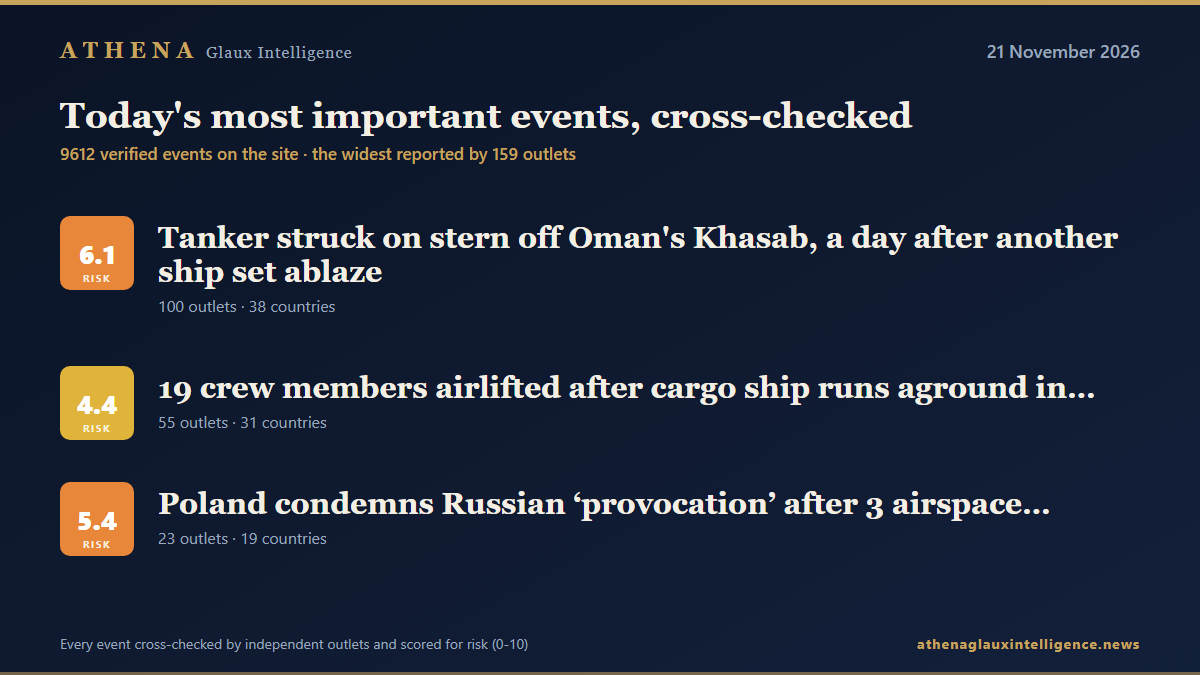 ATHENA Glaux Intelligence
21 November 2026
Today's most important events, cross-checked
9612 verified events on the site · the widest reported by 159 outlets
6.1
RISK
Tanker struck on stern off Oman's Khasab, a day after another
ship set ablaze
100 outlets · 38 countries
4.4
RISK
19 crew members airlifted after cargo ship runs aground in...
55 outlets · 31 countries
5.4
RISK
Poland condemns Russian ‘provocation’ after 3 airspace...
23 outlets · 19 countries
Every event cross-checked by independent outlets and scored for risk (0-10)
athenaglauxintelligence.news